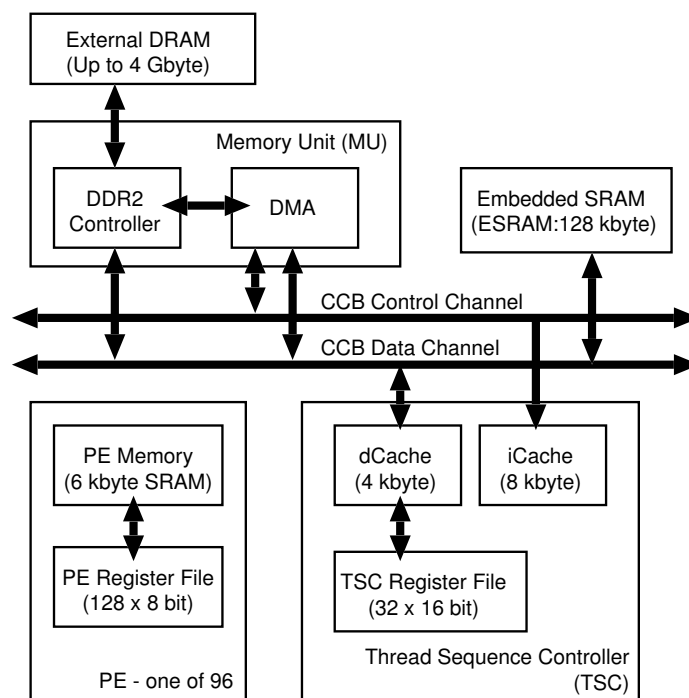 External DRAM
(Up to 4 Gbyte)
Memory Unit (MU)
DDR2
Controller
DMA
Embedded SRAM
(ESRAM:128 kbyte)
CCB Control Channel
CCB Data Channel
PE Memory
(6 kbyte SRAM)
PE Register File
(128 x 8 bit)
PE - one of 96
dCache
(4 kbyte)
iCache
(8 kbyte)
TSC Register File
(32 x 16 bit)
Thread Sequence Controller
(TSC)